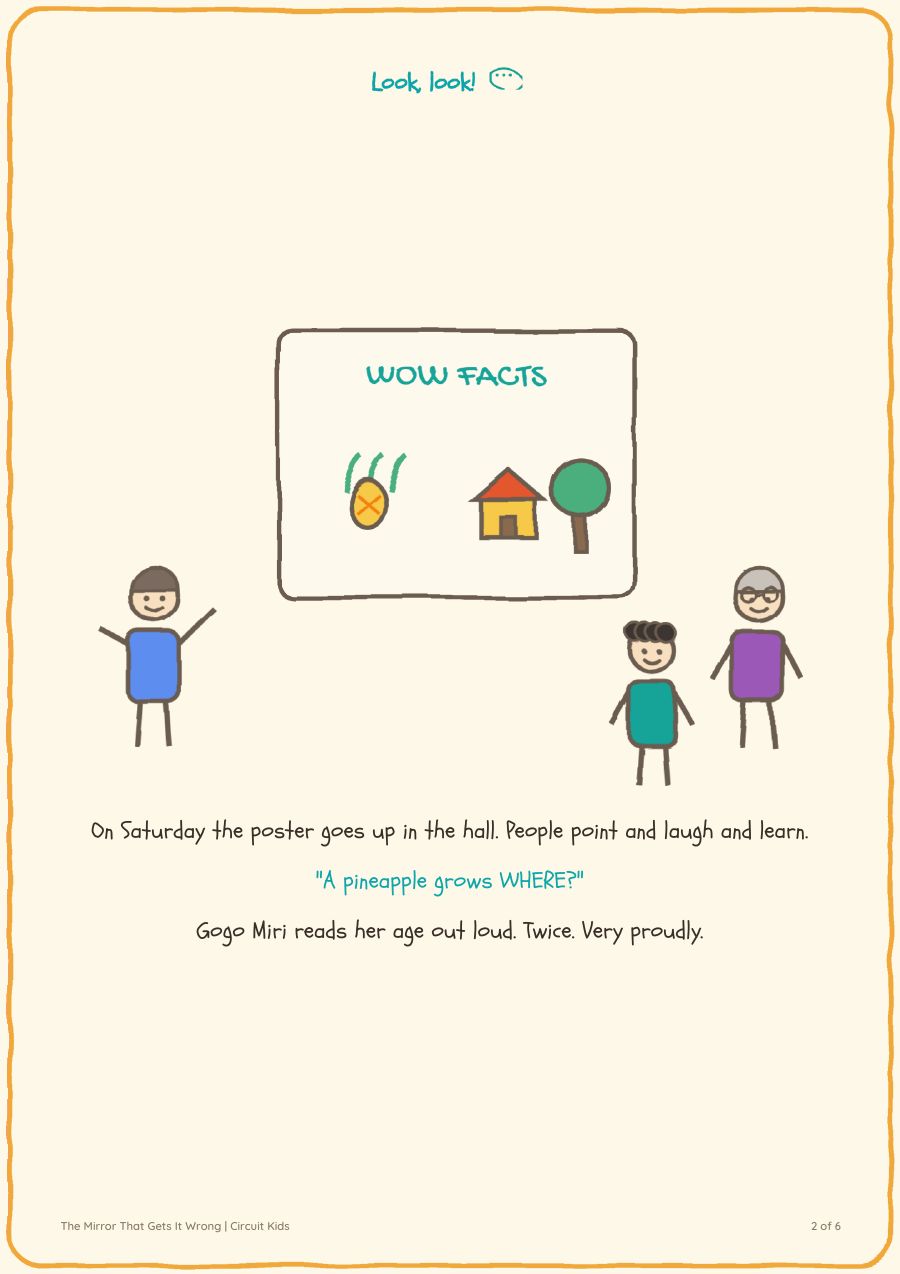 Look, look!
WOW FACTS
On Saturday the poster goes up in the hall. People point and laugh and learn.
"A pineapple grows WHERE?"
Gogo Miri reads her age out loud. Twice. Very proudly.
The Mirror That Gets It Wrong | Circuit Kids
2 of 6